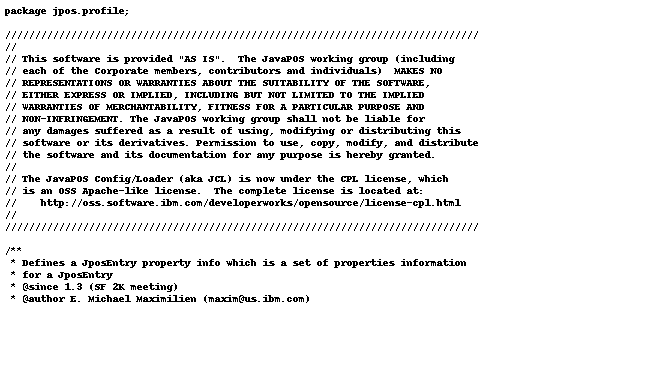 package jpos.profile;
///////////////////////////////////////////////////////////////////////////////
//
// This software is provided "AS IS".  The JavaPOS working group (including
// each of the Corporate members, contributors and individuals)  MAKES NO
// REPRESENTATIONS OR WARRANTIES ABOUT THE SUITABILITY OF THE SOFTWARE,
// EITHER EXPRESS OR IMPLIED, INCLUDING BUT NOT LIMITED TO THE IMPLIED
// WARRANTIES OF MERCHANTABILITY, FITNESS FOR A PARTICULAR PURPOSE AND
// NON-INFRINGEMENT. The JavaPOS working group shall not be liable for
// any damages suffered as a result of using, modifying or distributing this
// software or its derivatives. Permission to use, copy, modify, and distribute
// the software and its documentation for any purpose is hereby granted.
//
// The JavaPOS Config/Loader (aka JCL) is now under the CPL license, which
// is an OSS Apache-like license.  The complete license is located at:
//    http://oss.software.ibm.com/developerworks/opensource/license-cpl.html
//
///////////////////////////////////////////////////////////////////////////////
/**
 * Defines a JposEntry property info which is a set of properties information
 * for a JposEntry
 * @since 1.3 (SF 2K meeting)
 * @author E. Michael Maximilien (maxim@us.ibm.com)